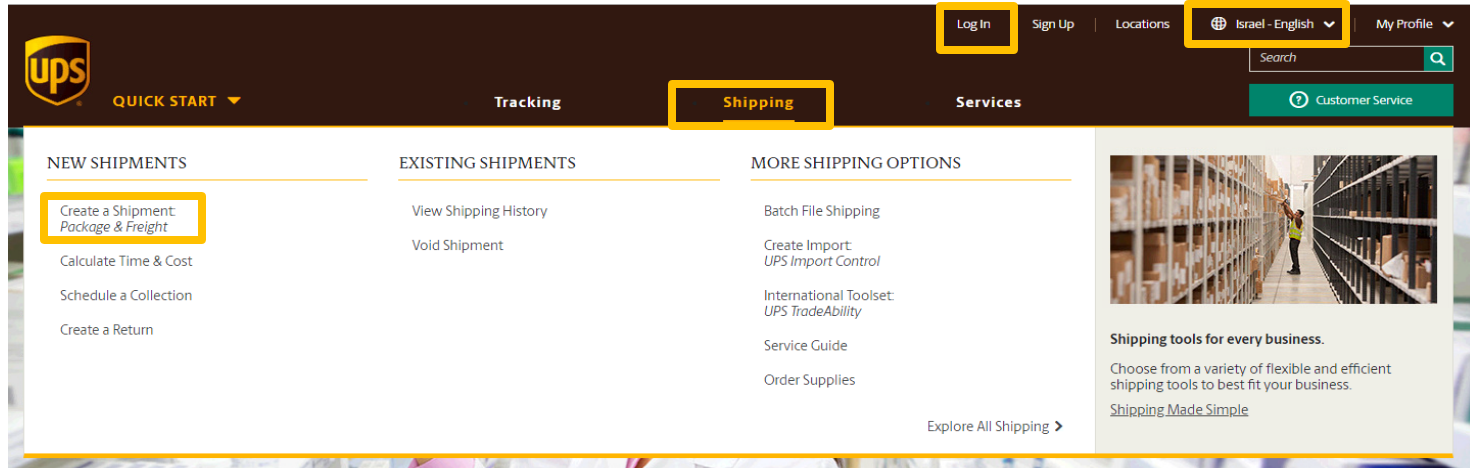 Log In
Sign Up
Locations
Israel - English
My Profile
Search
ups
QUICK START
Tracking
Shipping
Services
Customer Service
NEW SHIPMENTS
Create a Shipment:
Package & Freight
Calculate Time & Cost
Schedule a Collection
Create a Return
EXISTING SHIPMENTS
View Shipping History
Void Shipment
MORE SHIPPING OPTIONS
Batch File Shipping
Create Import:
UPS Import Control
International Toolset:
UPS TradeAbility
Service Guide
Order Supplies
Explore All Shipping
Shipping tools for every business.
Choose from a variety of flexible and efficient
shipping tools to best fit your business.
Shipping Made Simple